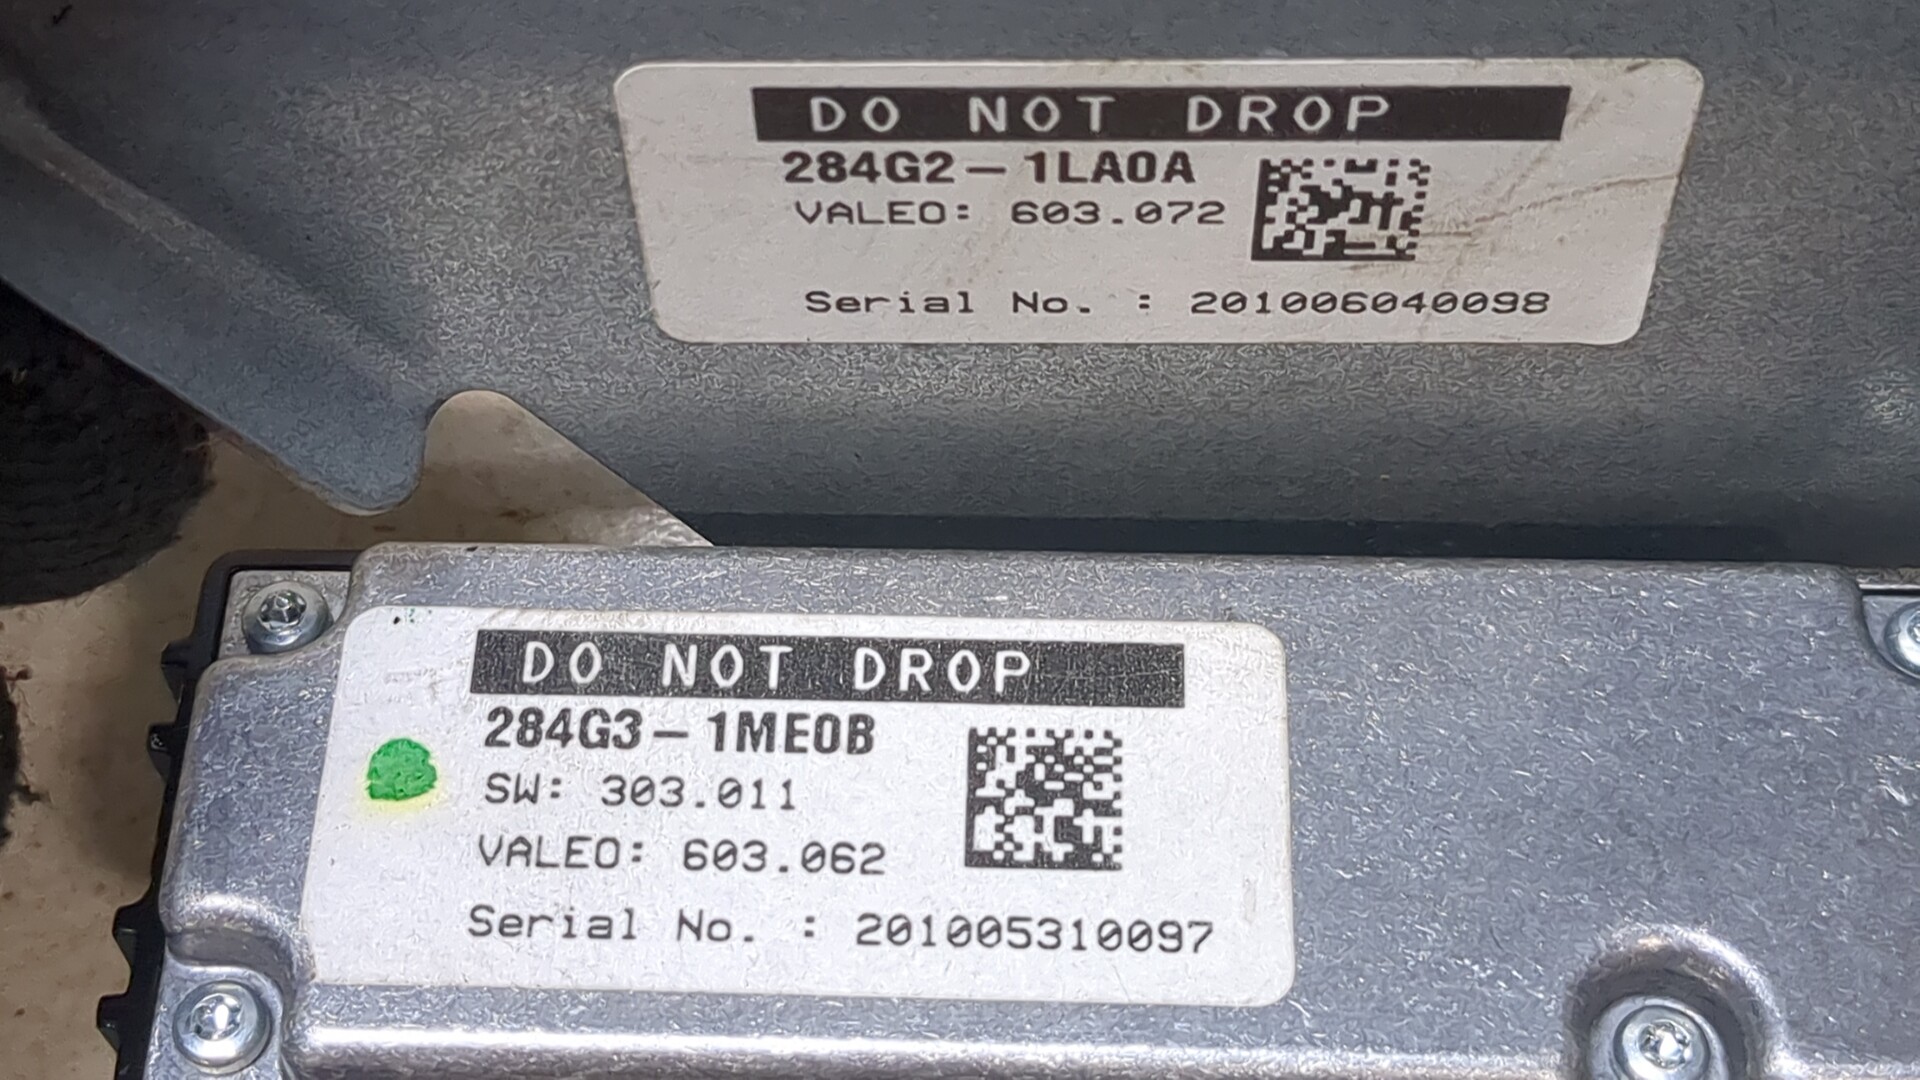 DO NOT DROP
284G2-1LA0A
VALEO: 603.072
Serial No. : 201006040098
DO NOT DROP
284G3-1ME0B
SW: 303.011
VALEO: 603.062
Serial No. : 201005310097